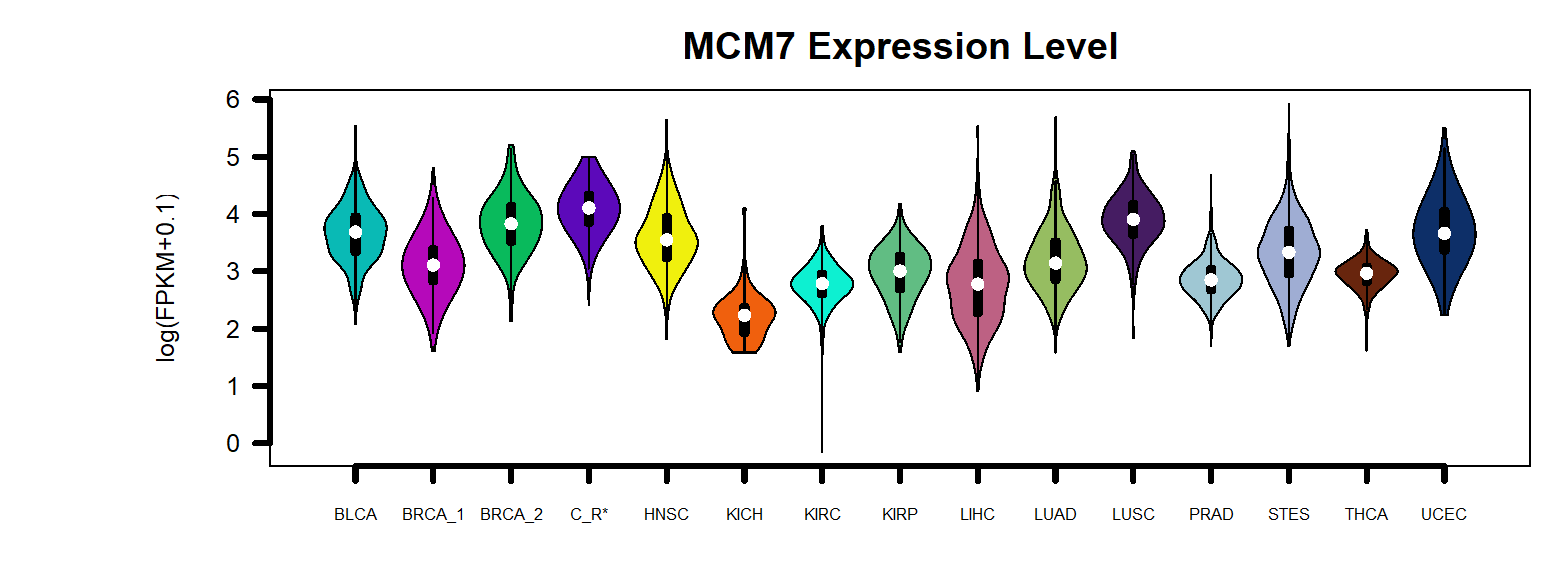 MCM7 Expression Level
log(FPKM+0.1)
6
5
4
3
2
1
0
BLCA BRCA_1 BRCA_2 C_R* HNSC KICH KIRC KIRP LIHC LUAD LUSC PRAD STES THCA UCEC